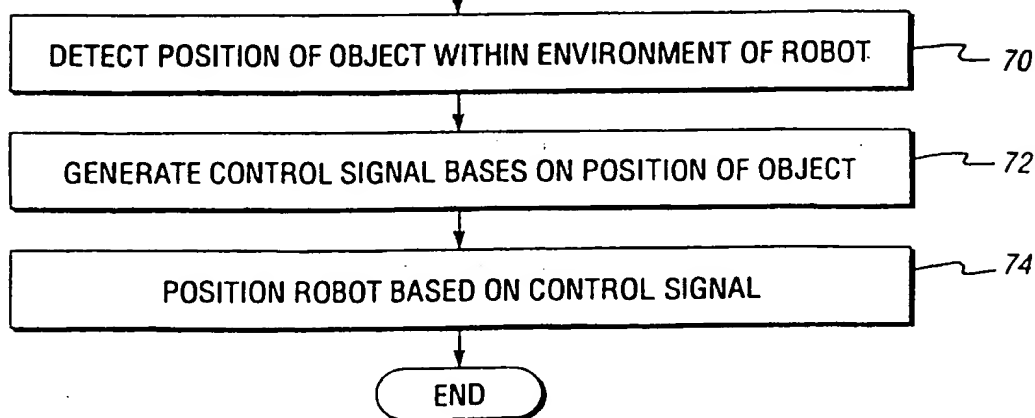 DETECT POSITION OF OBJECT WITHIN ENVIRONMENT OF ROBOT 70
GENERATE CONTROL SIGNAL BASES ON POSITION OF OBJECT 72
POSITION ROBOT BASED ON CONTROL SIGNAL 74
END